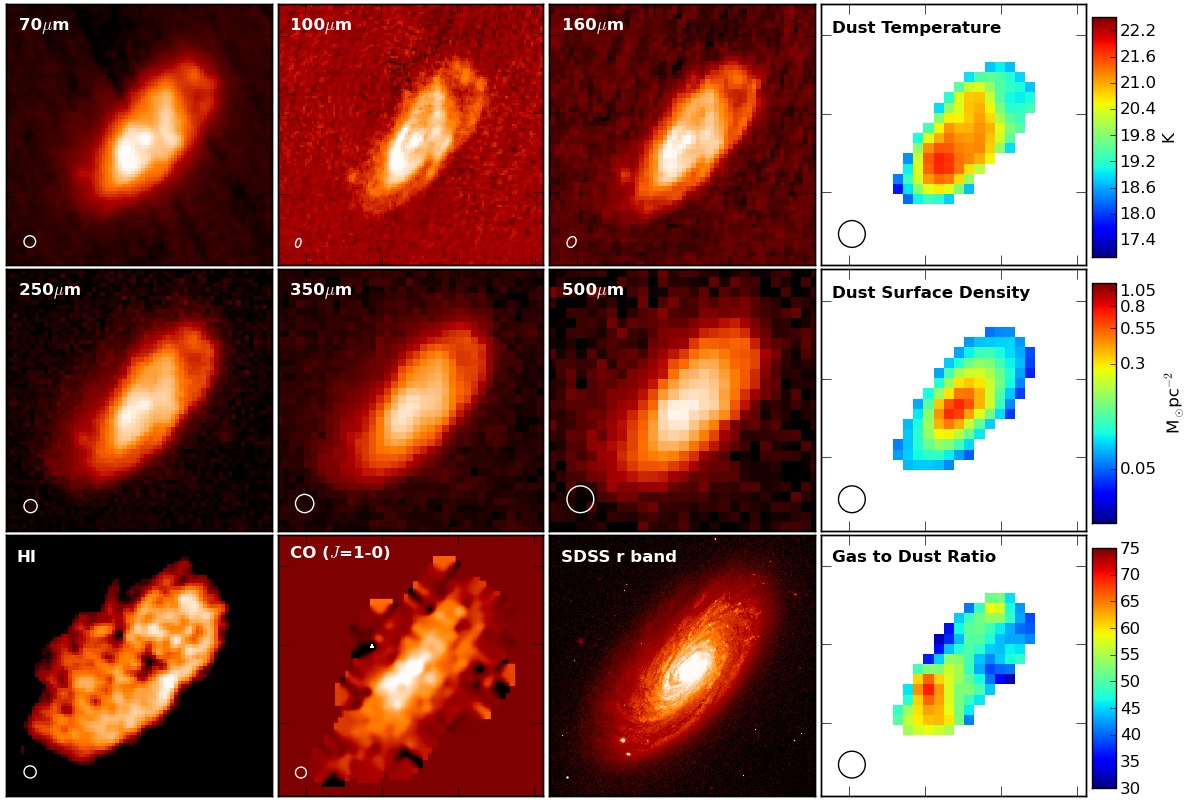 70μm
100μm
160μm
Dust Temperature
22.2
21.6
21.0
20.4
19.8
19.2
18.6
18.0
17.4
K
250μm
350μm
500μm
Dust Surface Density
1.05
0.8
0.55
0.3
0.05
M⊙pc⁻²
HI
CO (J=1-0)
SDSS r band
Gas to Dust Ratio
75
70
65
60
55
50
45
40
35
30